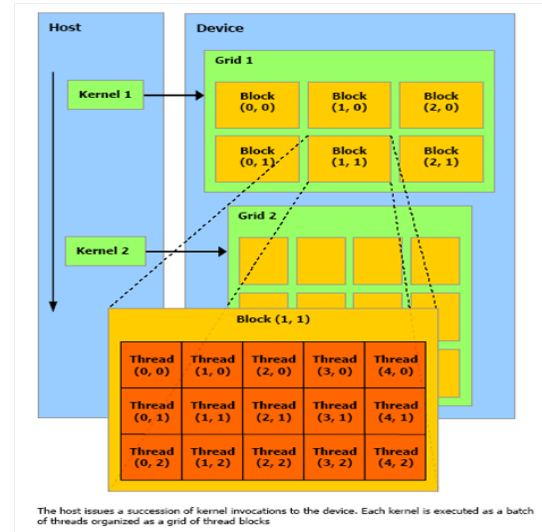 Host
Device
Grid 1
Kernel 1
Block Block Block
(0, 0) (1, 0) (2, 0)
Block Block Block
(0, 1) (1, 1) (2, 1)
Grid 2
Kernel 2
Block (1, 1)
Thread Thread Thread Thread Thread
(0, 0) (1, 0) (2, 0) (3, 0) (4, 0)
Thread Thread Thread Thread Thread
(0, 1) (1, 1) (2, 1) (3, 1) (4, 1)
Thread Thread Thread Thread Thread
(0, 2) (1, 2) (2, 2) (3, 2) (4, 2)
The host issues a succession of kernel invocations to the device. Each kernel is executed as a batch
of threads organized as a grid of thread blocks